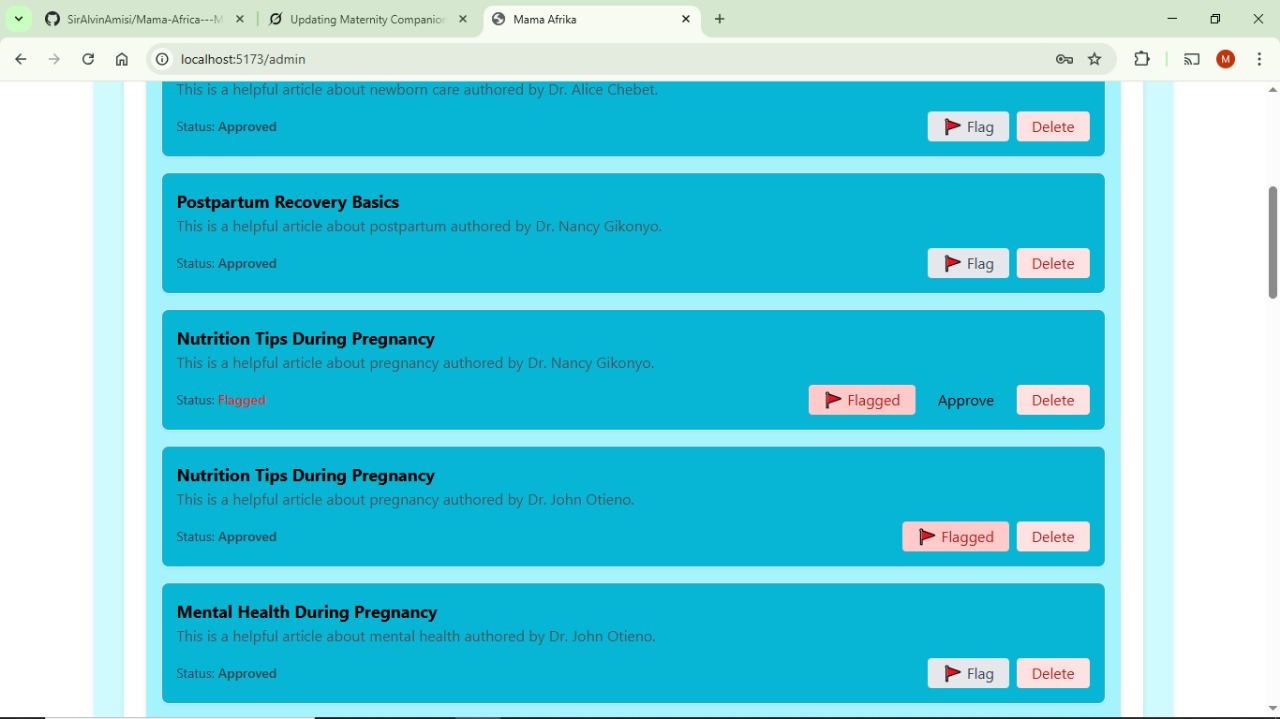 SirAlvinAmisi/Mama-Africa---M
Updating Maternity Companion
Mama Afrika
localhost:5173/admin
M
This is a helpful article about newborn care authored by Dr. Alice Chebet.
Status: Approved
Flag
Delete
Postpartum Recovery Basics
This is a helpful article about postpartum authored by Dr. Nancy Gikonyo.
Status: Approved
Flag
Delete
Nutrition Tips During Pregnancy
This is a helpful article about pregnancy authored by Dr. Nancy Gikonyo.
Status: Flagged
Flagged
Approve
Delete
Nutrition Tips During Pregnancy
This is a helpful article about pregnancy authored by Dr. John Otieno.
Status: Approved
Flagged
Delete
Mental Health During Pregnancy
This is a helpful article about mental health authored by Dr. John Otieno.
Status: Approved
Flag
Delete